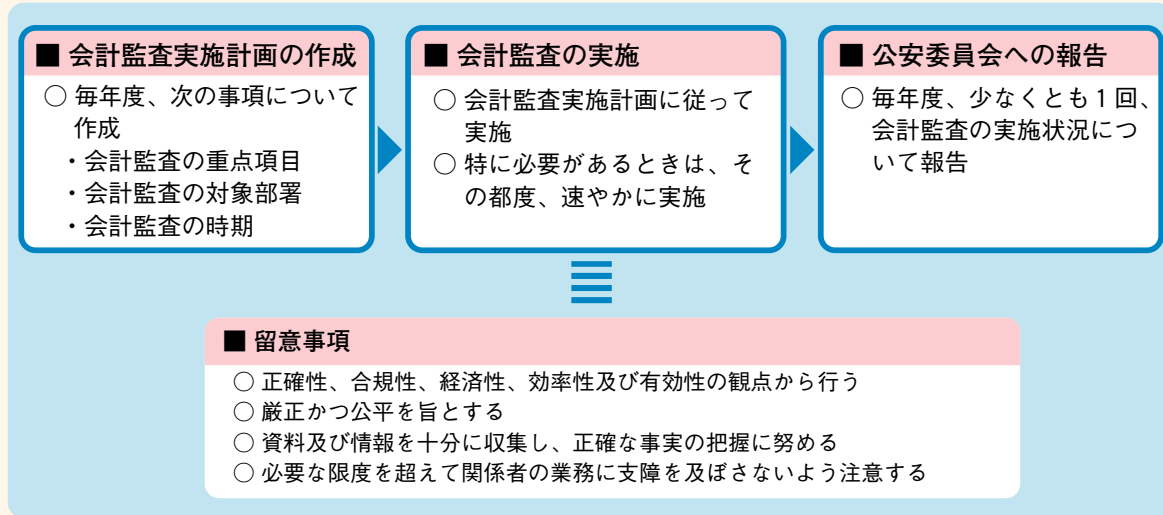 ■ 会計監査実施計画の作成
○ 毎年度、次の事項について
作成
・会計監査の重点項目
・会計監査の対象部署
・会計監査の時期
■ 会計監査の実施
○ 会計監査実施計画に従って
実施
○ 特に必要があるときは、そ
の都度、速やかに実施
■ 公安委員会への報告
○ 毎年度、少なくとも1回、
会計監査の実施状況につ
いて報告
■ 留意事項
○ 正確性、合規性、経済性、効率性及び有効性の観点から行う
○ 厳正かつ公平を旨とする
○ 資料及び情報を十分に収集し、正確な事実の把握に努める
○ 必要な限度を超えて関係者の業務に支障を及ぼさないよう注意する